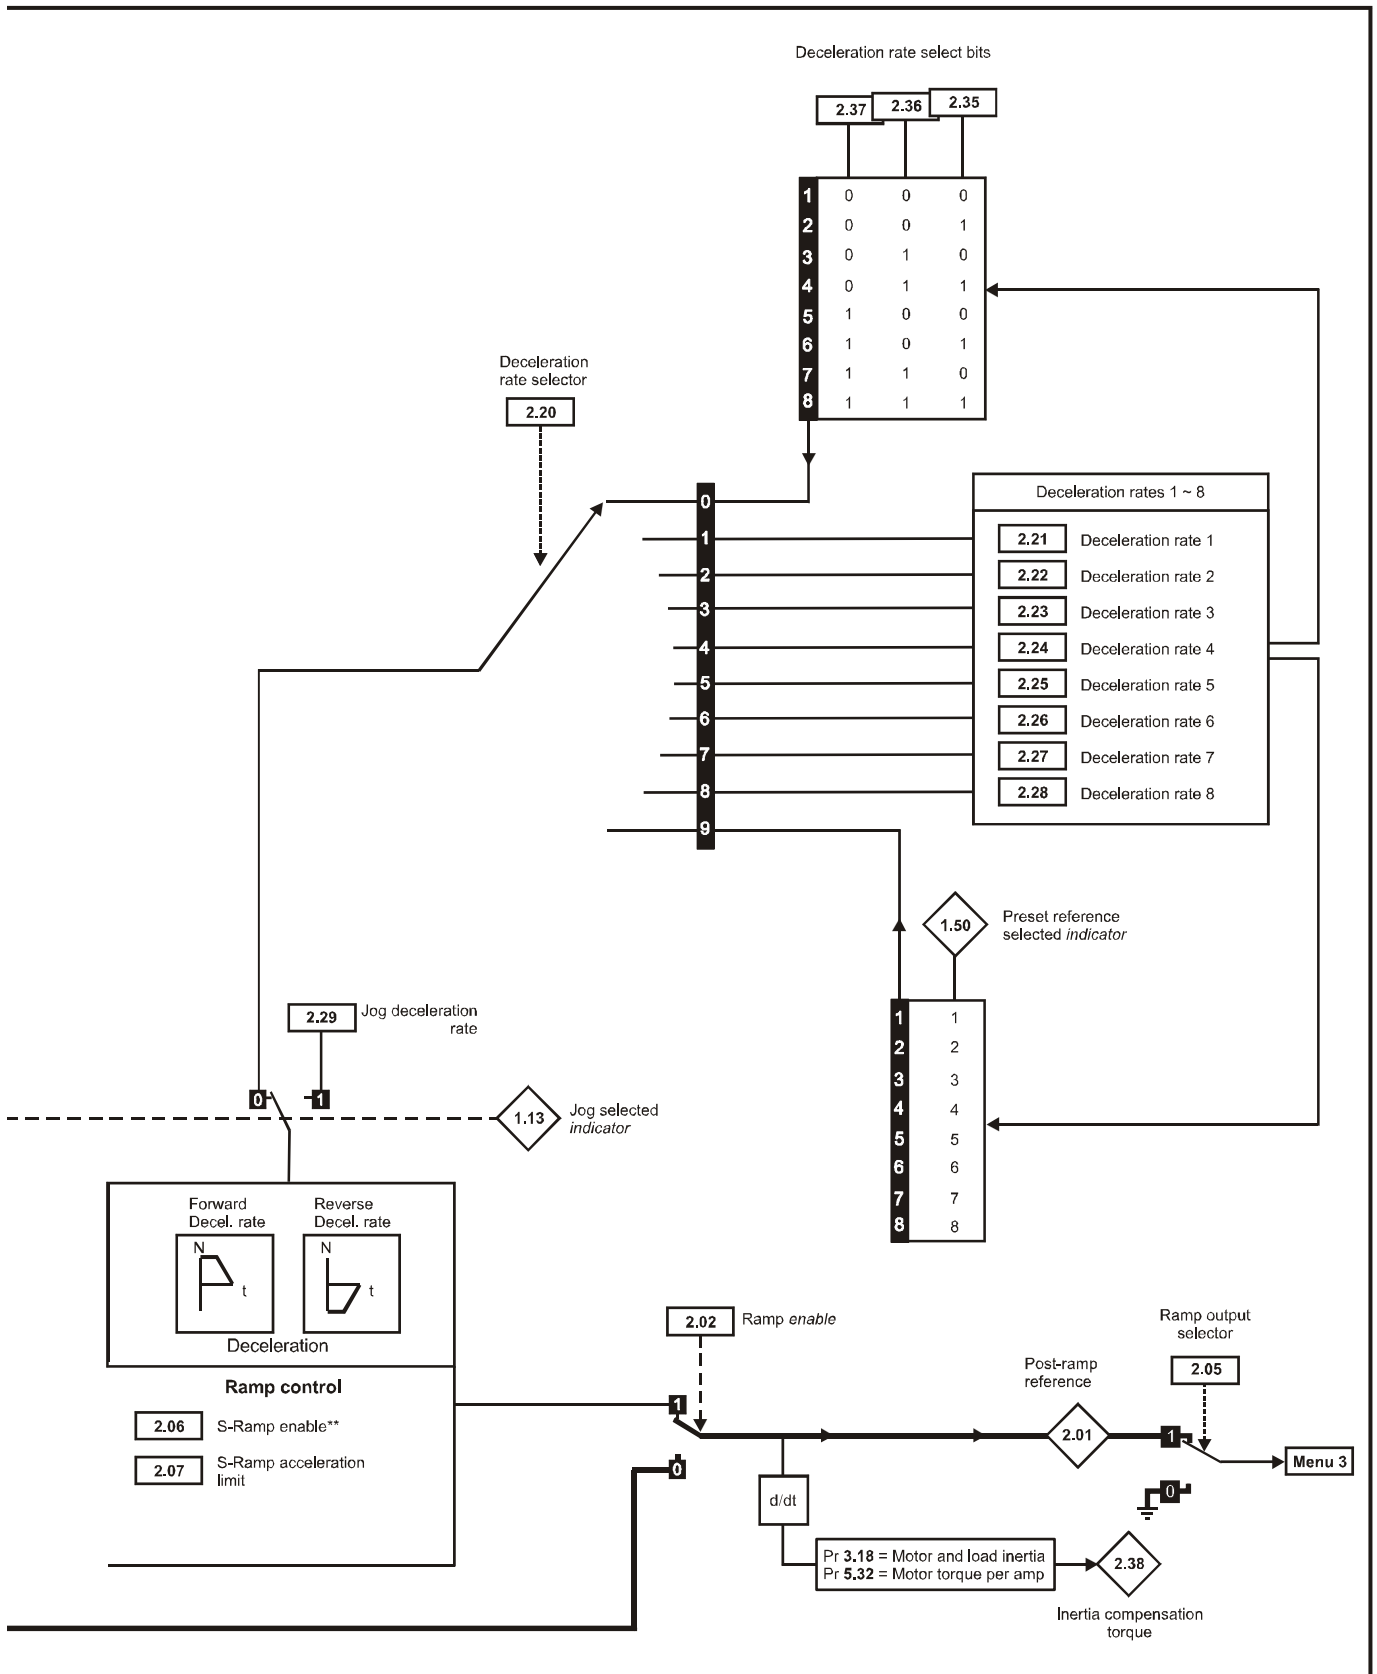 Deceleration rate select bits
2.37 2.36 2.35
1 0 0 0
2 0 0 1
3 0 1 0
4 0 1 1
5 1 0 0
6 1 0 1
7 1 1 0
8 1 1 1
Deceleration
rate selector
2.20
0
1
2
3
4
5
6
7
8
9
Deceleration rates 1 ~ 8
2.21 Deceleration rate 1
2.22 Deceleration rate 2
2.23 Deceleration rate 3
2.24 Deceleration rate 4
2.25 Deceleration rate 5
2.26 Deceleration rate 6
2.27 Deceleration rate 7
2.28 Deceleration rate 8
1.50
Preset reference
selected indicator
1 1
2 2
3 3
4 4
5 5
6 6
7 7
8 8
2.29
Jog deceleration
rate
0 1
1.13
Jog selected
indicator
Forward
Decel. rate
N
t
Reverse
Decel. rate
N
t
Deceleration
Ramp control
2.06 S-Ramp enable**
2.07 S-Ramp acceleration
limit
2.02 Ramp enable
1
0
d/dt
Pr 3.18 = Motor and load inertia
Pr 5.32 = Motor torque per amp
2.38
Inertia compensation
torque
Post-ramp
reference
2.01
Ramp output
selector
2.05
1
0
Menu 3